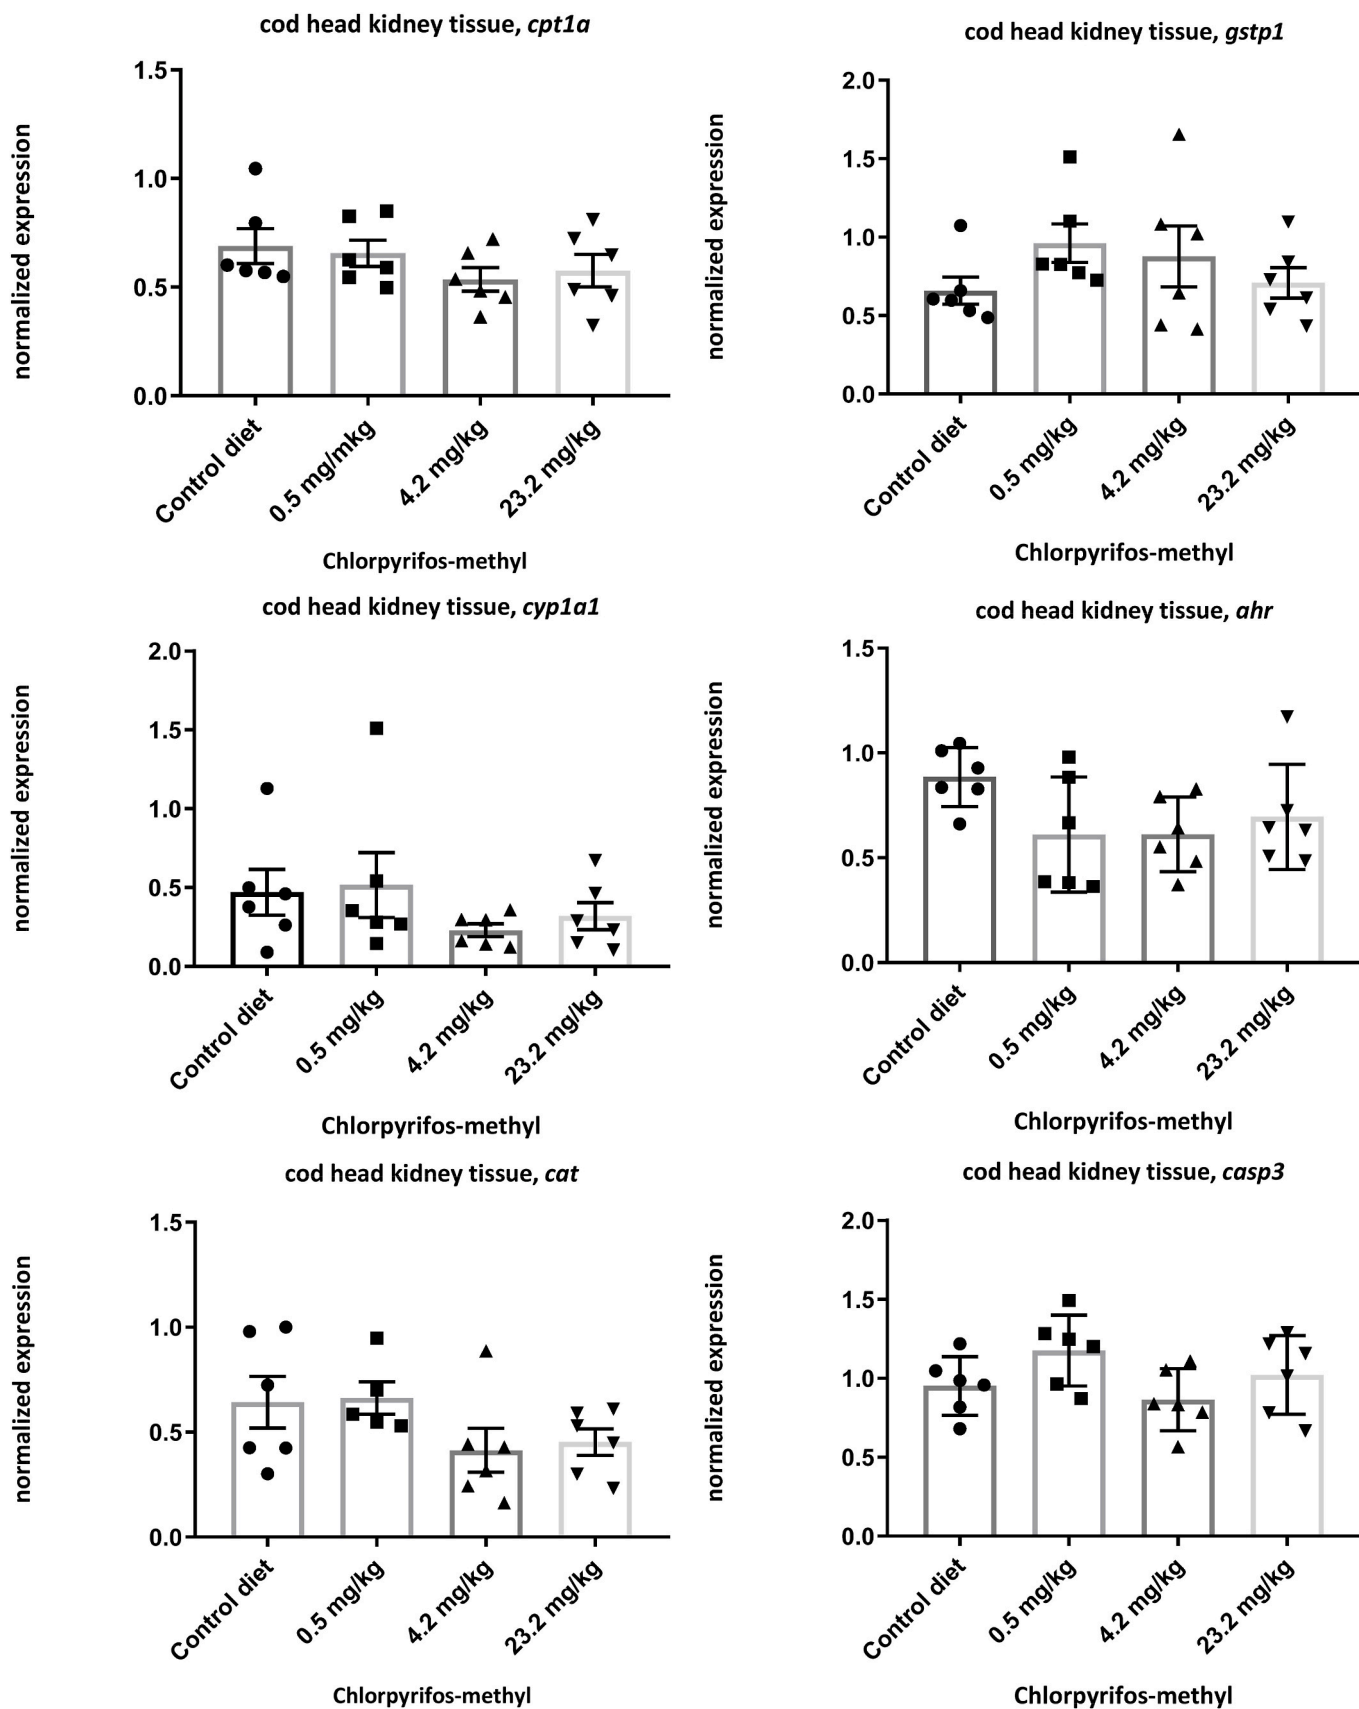 cod head kidney tissue, cpt1a
normalized expression
1.5
1.0
0.5
0.0
Control diet
0.5 mg/mkg
4.2 mg/kg
23.2 mg/kg
Chlorpyrifos-methyl
cod head kidney tissue, gstp1
normalized expression
2.0
1.5
1.0
0.5
0.0
Control diet
0.5 mg/kg
4.2 mg/kg
23.2 mg/kg
Chlorpyrifos-methyl
cod head kidney tissue, cyp1a1
normalized expression
2.0
1.5
1.0
0.5
0.0
Control diet
0.5 mg/kg
4.2 mg/kg
23.2 mg/kg
Chlorpyrifos-methyl
cod head kidney tissue, ahr
normalized expression
1.5
1.0
0.5
0.0
Control diet
0.5 mg/kg
4.2 mg/kg
23.2 mg/kg
Chlorpyrifos-methyl
cod head kidney tissue, cat
normalized expression
1.5
1.0
0.5
0.0
Control diet
0.5 mg/kg
4.2 mg/kg
23.2 mg/kg
Chlorpyrifos-methyl
cod head kidney tissue, casp3
normalized expression
2.0
1.5
1.0
0.5
0.0
Control diet
0.5 mg/kg
4.2 mg/kg
23.2 mg/kg
Chlorpyrifos-methyl